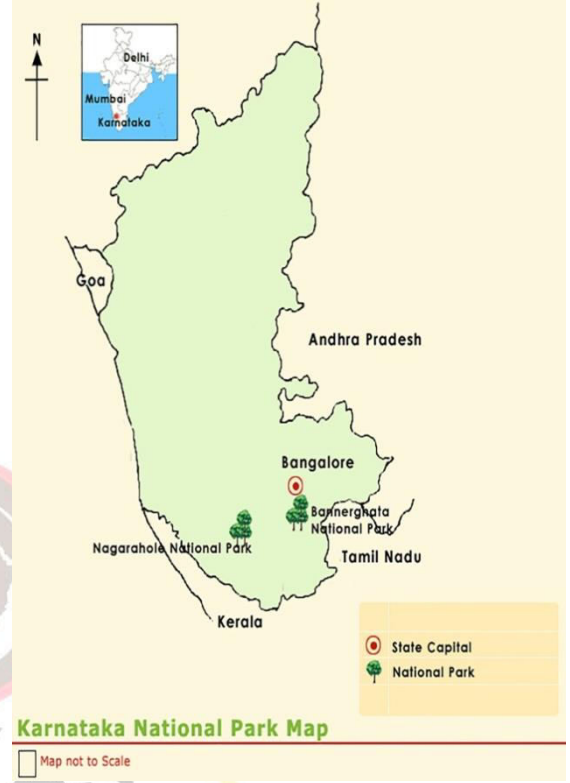 N
Delhi
Mumbai
Karnataka
Goa
Andhra Pradesh
Bangalore
Bannerghata
National Park
Nagarahole National Park
Tamil Nadu
Kerala
State Capital
National Park
Karnataka National Park Map
Map not to Scale